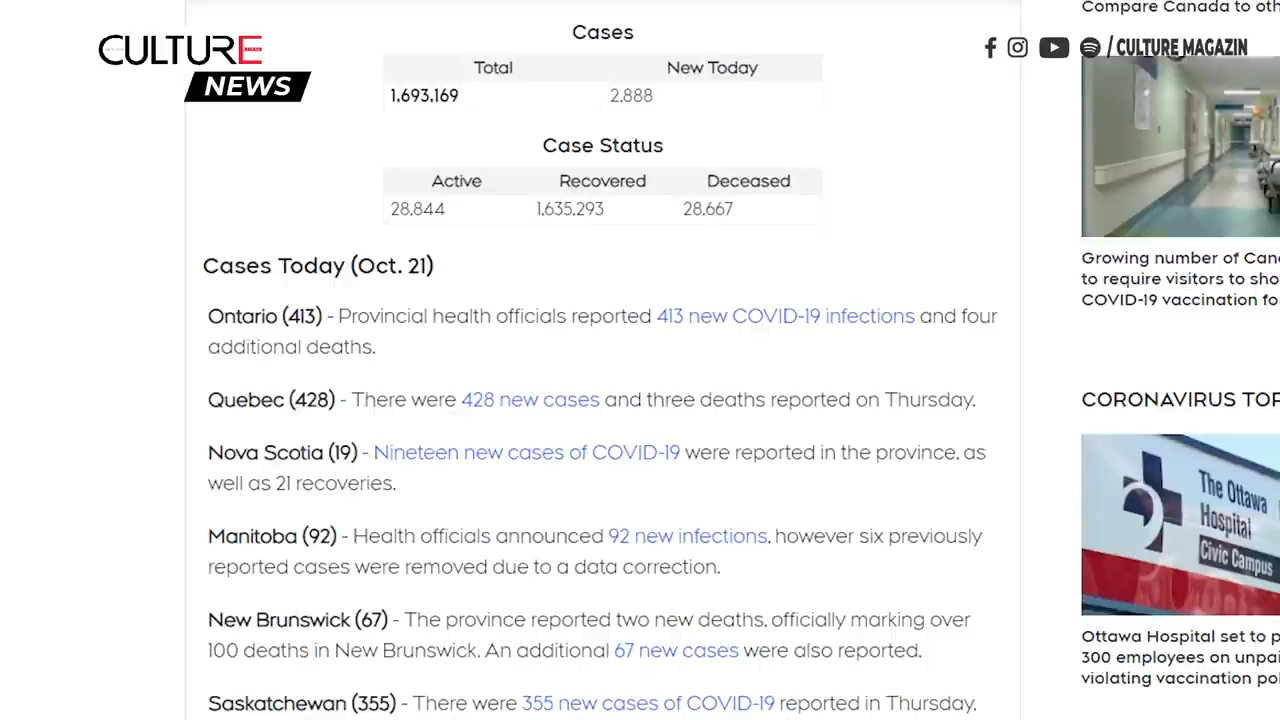 Compare Canada to oth
CULTURE
NEWS
/ CULTURE MAGAZIN
Cases
Total New Today
1,693,169 2,888
Case Status
Active Recovered Deceased
28,844 1,635,293 28,667
Cases Today (Oct. 21)
Ontario (413) - Provincial health officials reported 413 new COVID-19 infections and four
additional deaths.
Quebec (428) - There were 428 new cases and three deaths reported on Thursday.
Nova Scotia (19) - Nineteen new cases of COVID-19 were reported in the province, as
well as 21 recoveries.
Manitoba (92) - Health officials announced 92 new infections, however six previously
reported cases were removed due to a data correction.
New Brunswick (67) - The province reported two new deaths, officially marking over
100 deaths in New Brunswick. An additional 67 new cases were also reported.
Saskatchewan (355) - There were 355 new cases of COVID-19 reported in Thursday,
Growing number of Cana
to require visitors to sho
COVID-19 vaccination fo
CORONAVIRUS TOP
The Ottawa
Hospital
Civic Campus
Ottawa Hospital set to p
300 employees on unpai
violating vaccination pol